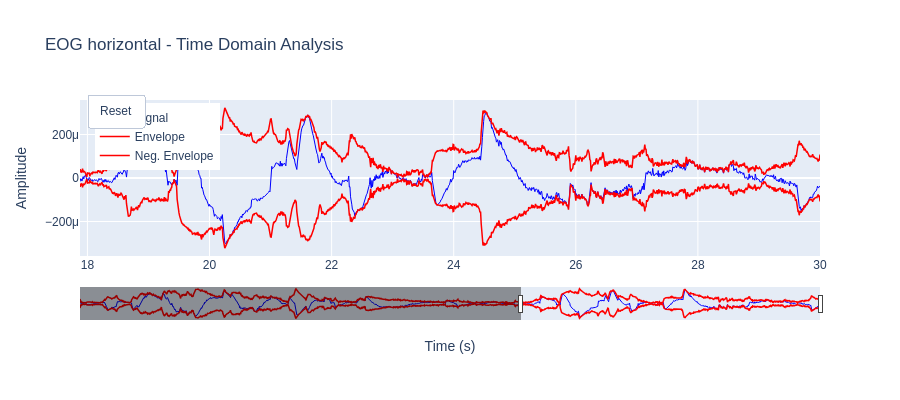 EOG horizontal - Time Domain Analysis
Reset
Envelope
Neg. Envelope
Amplitude
200μ
0
−200μ
18 20 22 24 26 28 30
Time (s)